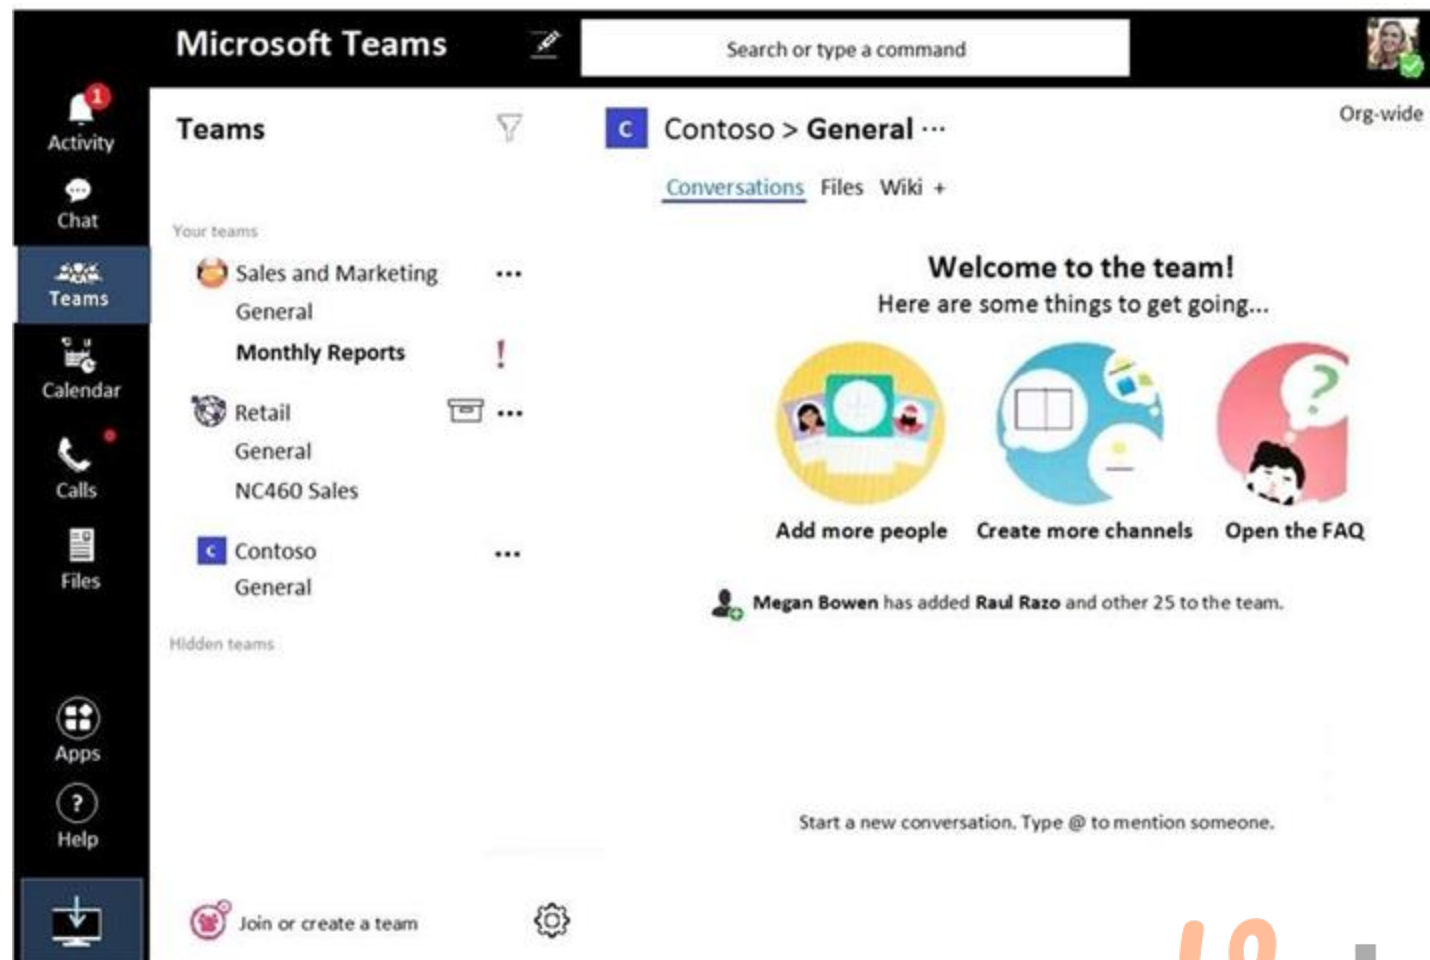 Microsoft Teams
Search or type a command
1
Activity
Chat
Teams
Calendar
Calls
Files
Apps
?
Help
Teams
Your teams
Sales and Marketing
General
Monthly Reports !
Retail
General
NC460 Sales
C Contoso
General
Hidden teams
Join or create a team
C Contoso > General ...
Org-wide
Conversations Files Wiki +
Welcome to the team!
Here are some things to get going...
?
Add more people Create more channels Open the FAQ
Megan Bowen has added Raul Razo and other 25 to the team.
Start a new conversation. Type @ to mention someone.